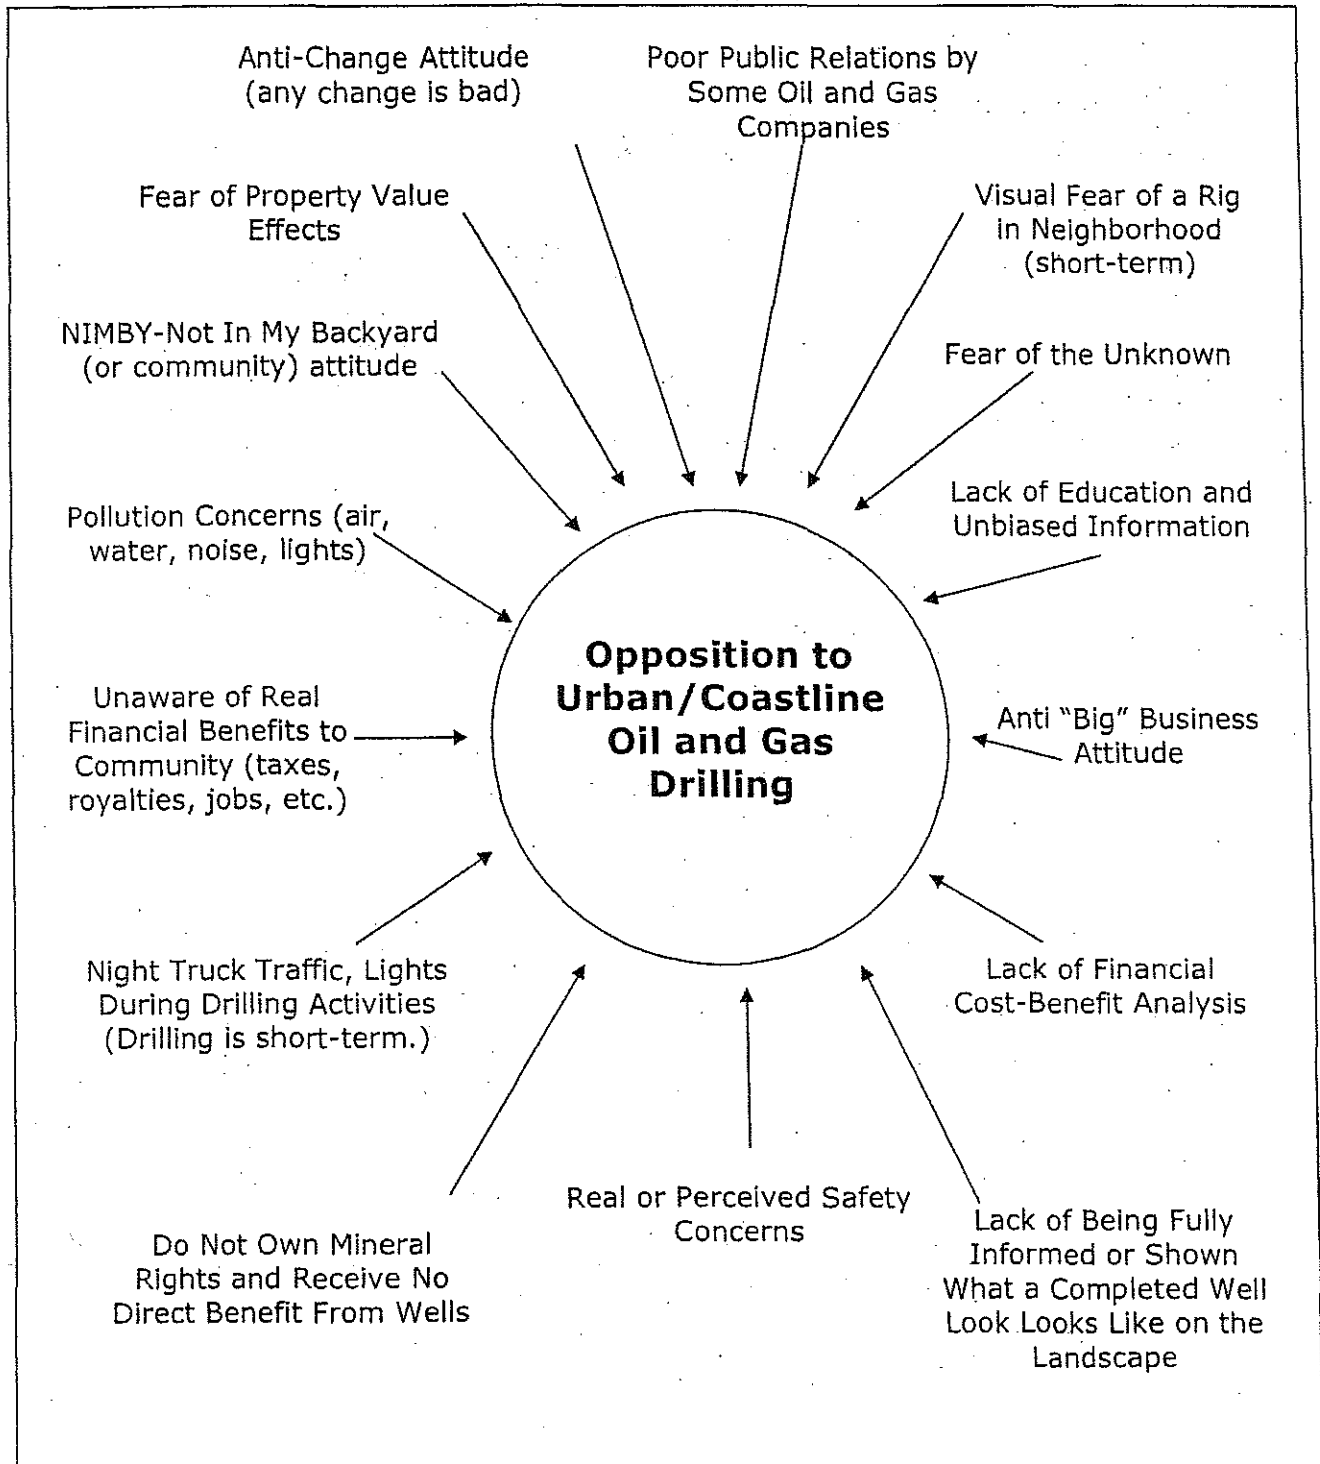 Anti-Change Attitude
(any change is bad)
Poor Public Relations by
Some Oil and Gas
Companies
Fear of Property Value
Effects
Visual Fear of a Rig
in Neighborhood
(short-term)
NIMBY-Not In My Backyard
(or community) attitude
Fear of the Unknown
Pollution Concerns (air,
water, noise, lights)
Lack of Education and
Unbiased Information
Opposition to
Urban/Coastline
Oil and Gas
Drilling
Unaware of Real
Financial Benefits to
Community (taxes,
royalties, jobs, etc.)
Anti "Big" Business
Attitude
Night Truck Traffic, Lights
During Drilling Activities
(Drilling is short-term.)
Lack of Financial
Cost-Benefit Analysis
Do Not Own Mineral
Rights and Receive No
Direct Benefit From Wells
Real or Perceived Safety
Concerns
Lack of Being Fully
Informed or Shown
What a Completed Well
Look Looks Like on the
Landscape